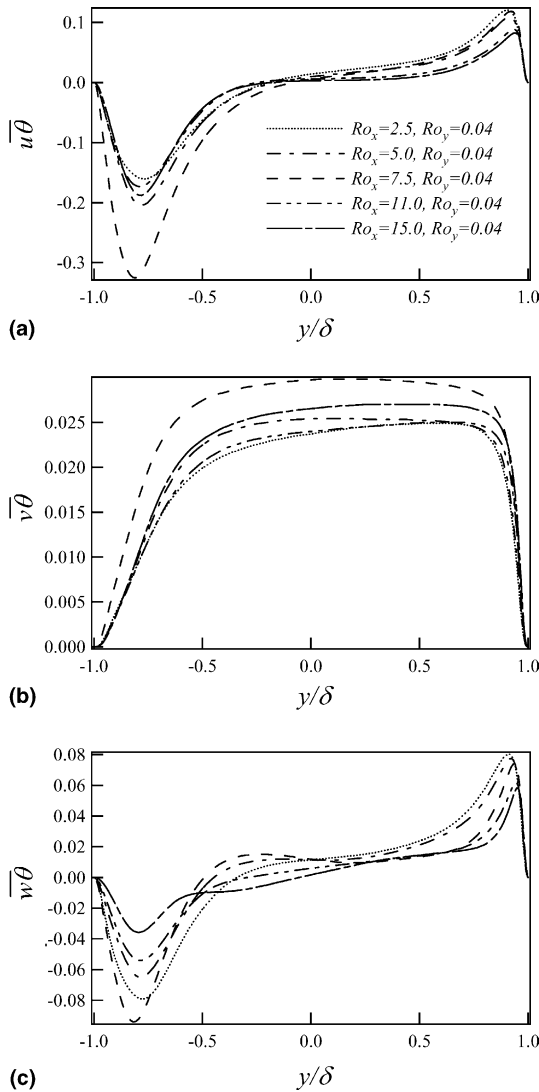 0.1
0.0
-0.1
-0.2
-0.3
uθ
Ro_x=2.5, Ro_y=0.04
Ro_x=5.0, Ro_y=0.04
Ro_x=7.5, Ro_y=0.04
Ro_x=11.0, Ro_y=0.04
Ro_x=15.0, Ro_y=0.04
-1.0 -0.5 0.0 0.5 1.0
(a) y/δ
0.025
0.020
0.015
0.010
0.005
0.000
vθ
-1.0 -0.5 0.0 0.5 1.0
(b) y/δ
0.08
0.06
0.04
0.02
0.00
-0.02
-0.04
-0.06
-0.08
wθ
-1.0 -0.5 0.0 0.5 1.0
(c) y/δ